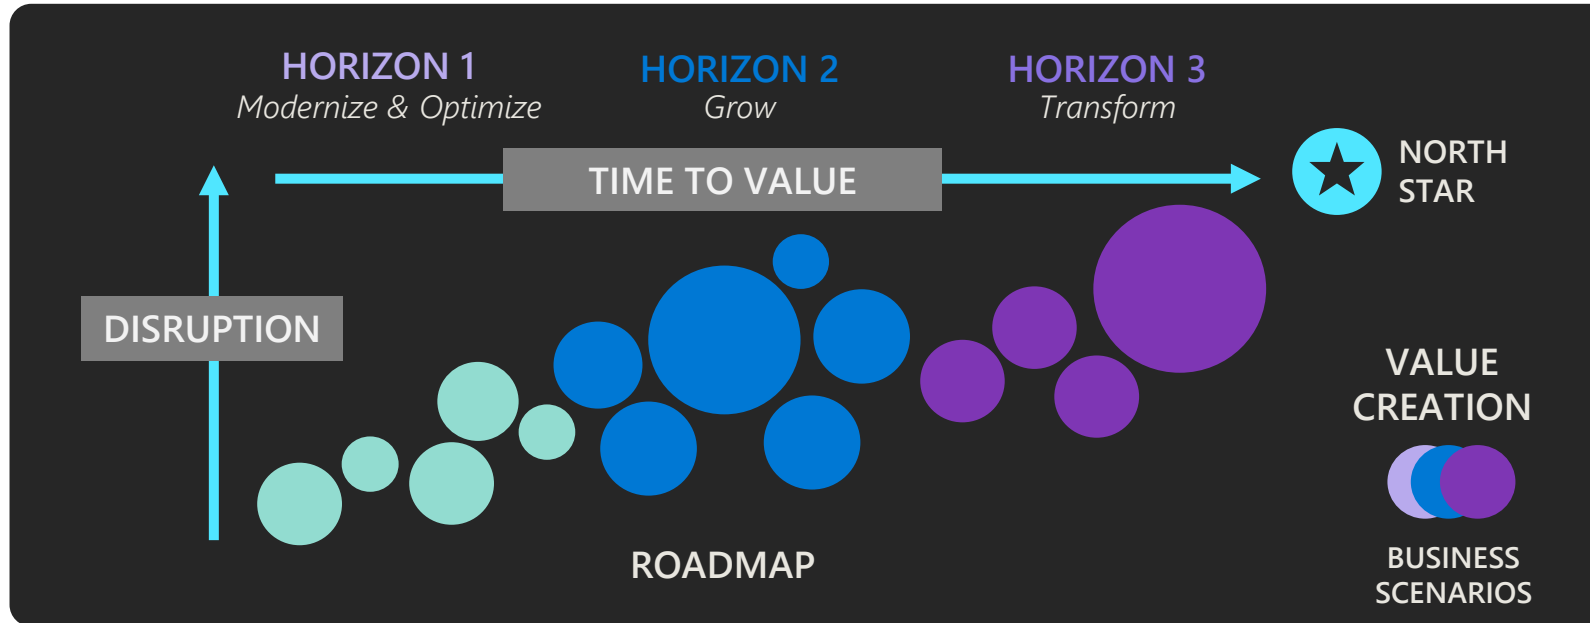 HORIZON 1
Modernize & Optimize
HORIZON 2
Grow
HORIZON 3
Transform
NORTH
STAR
TIME TO VALUE
DISRUPTION
VALUE
CREATION
ROADMAP
BUSINESS
SCENARIOS